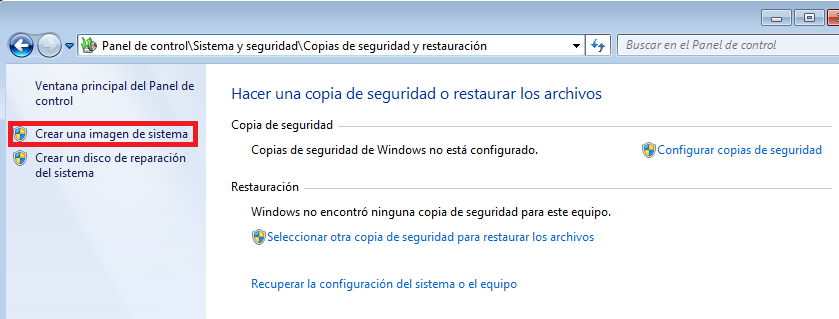 Panel de control\Sistema y seguridad\Copias de seguridad y restauración
Buscar en el Panel de control
Ventana principal del Panel de
control
Crear una imagen de sistema
Crear un disco de reparación
del sistema
Hacer una copia de seguridad o restaurar los archivos
Copia de seguridad
Copias de seguridad de Windows no está configurado.
Configurar copias de seguridad
Restauración
Windows no encontró ninguna copia de seguridad para este equipo.
Seleccionar otra copia de seguridad para restaurar los archivos
Recuperar la configuración del sistema o el equipo